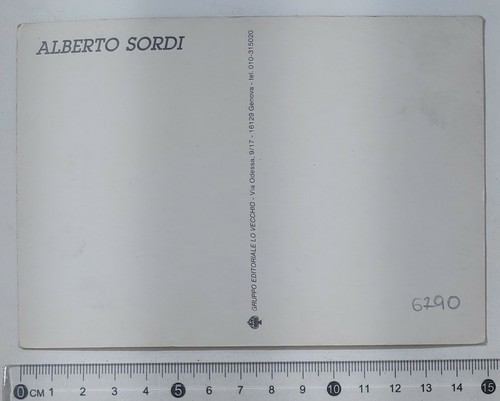 ALBERTO SORDI
GRUPPO EDITORIALE LO VECCHIO - Via Odessa, 9/17 - 16129 Genova - tel. 010-315020
6290
0 CM 1 2 3 4 5 6 7 8 9 10 11 12 13 14 15